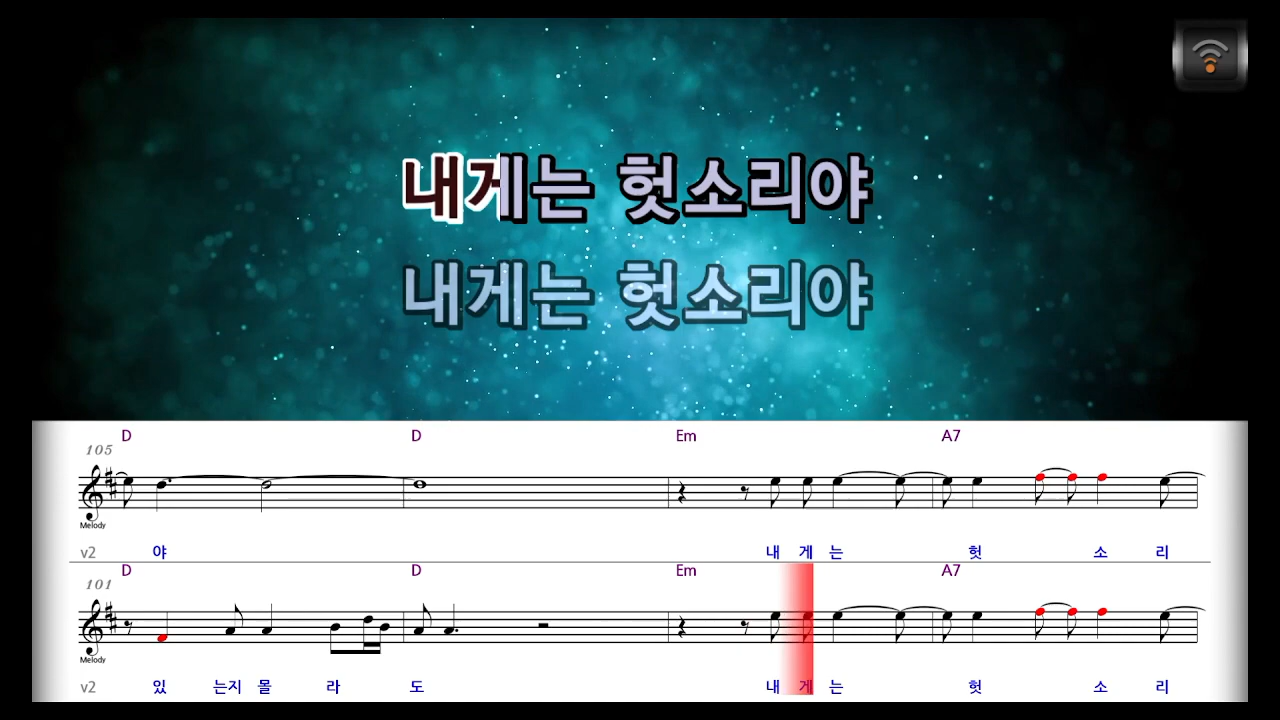 내게는 헛소리야
내게는 헛소리야
D D Em A7
105
Melody
v2 야 내 게 는 헛 소 리
D D Em A7
101
Melody
v2 있 는지 몰 라 도 내 게 는 헛 소 리